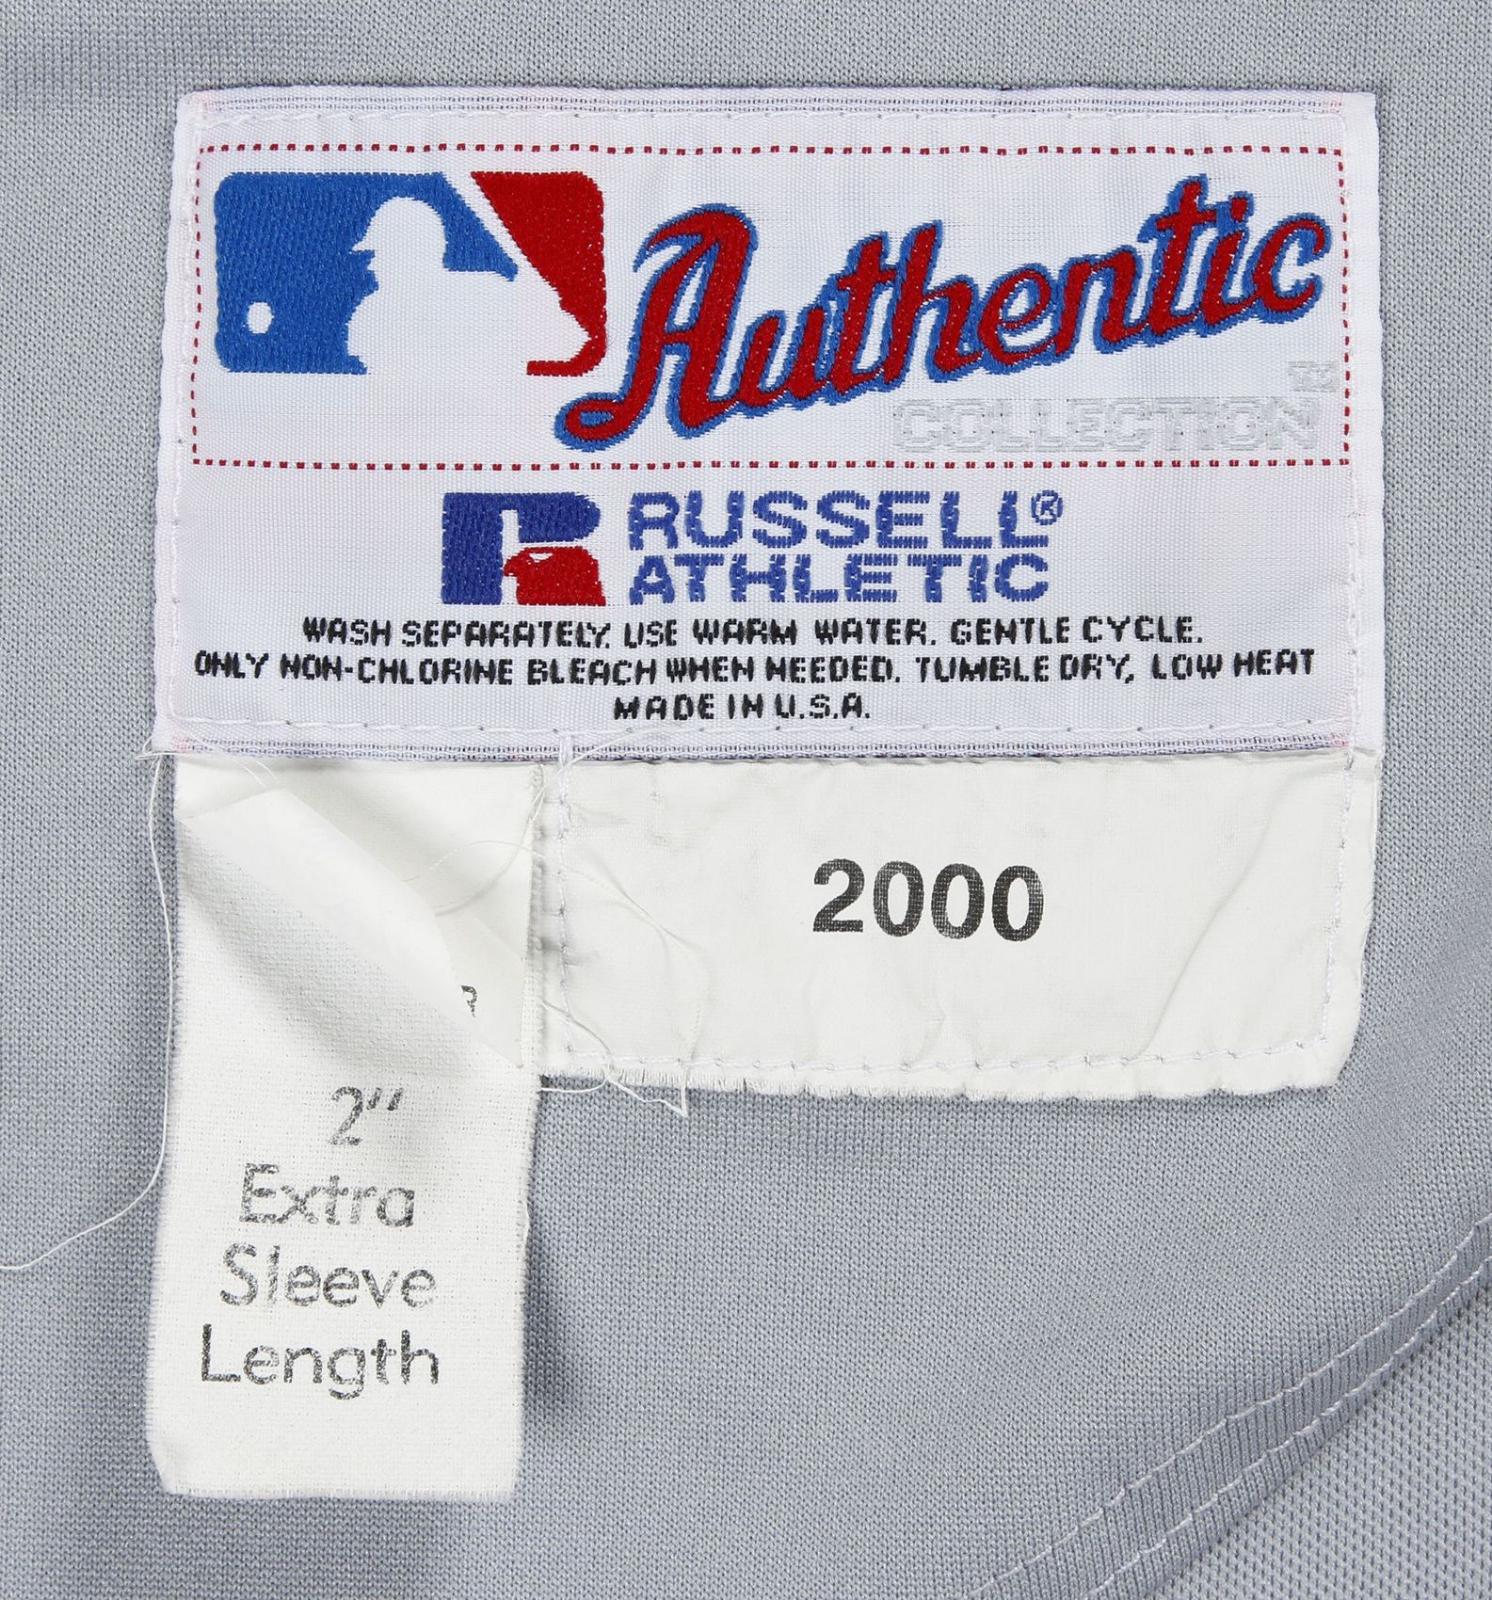 Authentic
COLLECTION™
RUSSELL®
ATHLETIC
WASH SEPARATELY. USE WARM WATER. GENTLE CYCLE.
ONLY NON-CHLORINE BLEACH WHEN NEEDED. TUMBLE DRY, LOW HEAT
MADE IN U.S.A.
2000
2"
Extra
Sleeve
Length